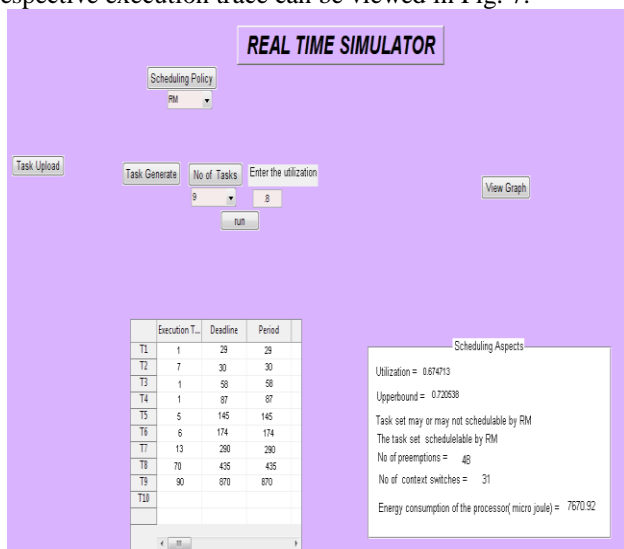 espective execution trace can be viewed in Fig. 7.
REAL TIME SIMULATOR
Scheduling Policy
RM
Task Upload
Task Generate No of Tasks Enter the utilization
9 .8
View Graph
run
Execution T... Deadline Period
T1 1 29 29
T2 7 30 30
T3 1 58 58
T4 1 87 87
T5 5 145 145
T6 6 174 174
T7 13 290 290
T8 70 435 435
T9 90 870 870
T10
Scheduling Aspects
Utilization = 0.674713
Upperbound = 0.720538
Task set may or may not schedulable by RM
The task set schedulelable by RM
No of preemptions = 48
No of context switches = 31
Energy consumption of the processor( micro joule) = 7670.92